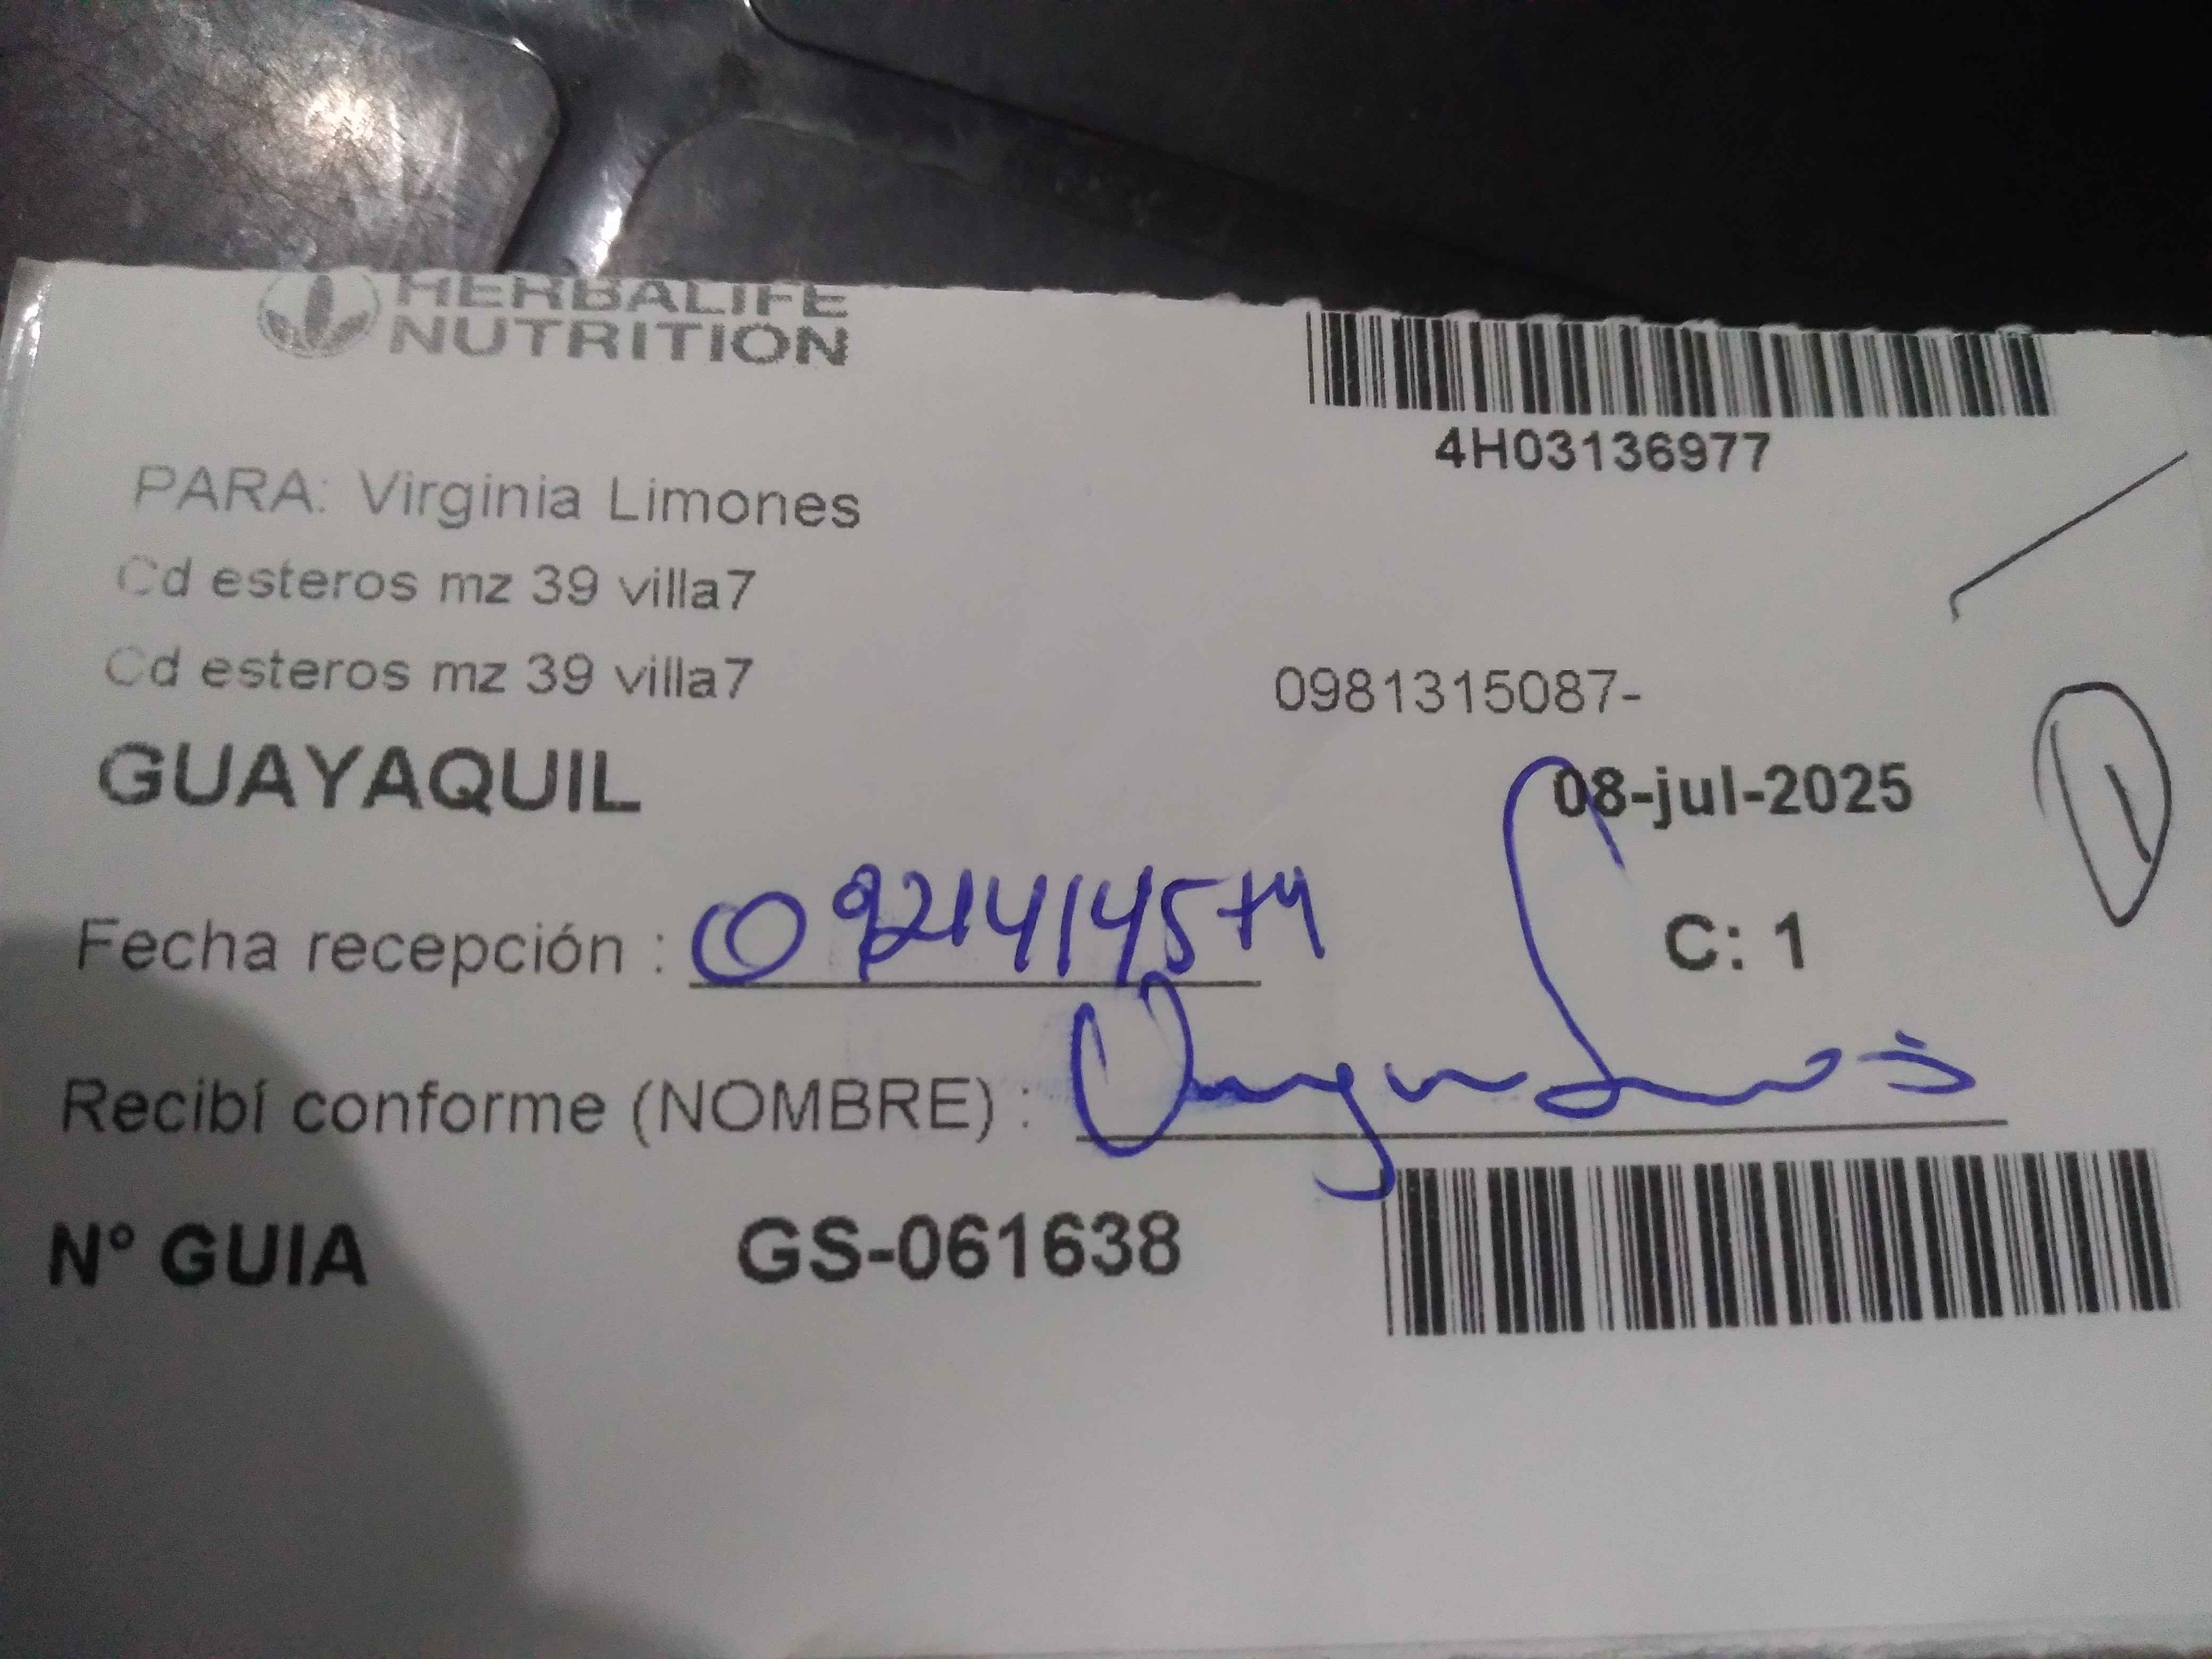 HERBALIFE
NUTRITION
4H03136977
PARA: Virginia Limones
Cd esteros mz 39 villa7
Cd esteros mz 39 villa7
0981315087-
GUAYAQUIL
08-jul-2025
1
Fecha recepción :
C: 1
Recibí conforme (NOMBRE) :
N° GUIA GS-061638